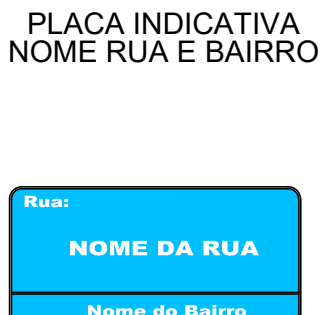 PLACA INDICATIVA
NOME RUA E BAIRRO
Rua:
NOME DA RUA
Nome do Bairro